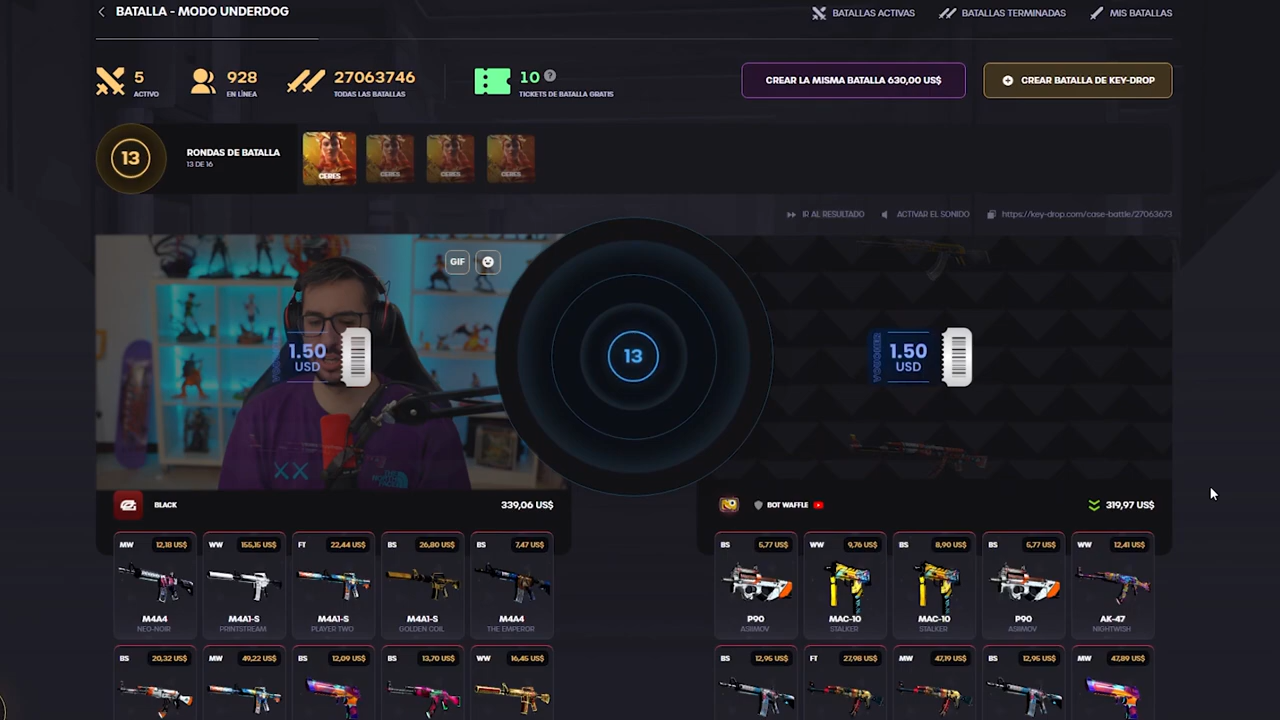 BATALLA - MODO UNDERDOG
BATALLAS ACTIVAS
BATALLAS TERMINADAS
MIS BATALLAS
5
ACTIVO
928
EN LÍNEA
27063746
TODAS LAS BATALLAS
10 ?
TICKETS DE BATALLA GRATIS
CREAR LA MISMA BATALLA 630,00 US$
CREAR BATALLA DE KEY-DROP
13
RONDAS DE BATALLA
13 DE 16
CERES
CERES
CERES
CERES
IR AL RESULTADO
ACTIVAR EL SONIDO
https://key-drop.com/case-battle/27063673
GIF
VOUCHER
1.50
USD
XX
13
VOUCHER
1.50
USD
BLACK
339,06 US$
BOT WAFFLE
319,97 US$
MW 12,18 US$
WW 155,15 US$
FT 22,44 US$
BS 26,80 US$
BS 7,47 US$
M4A4
NEO-NOIR
M4A1-S
PRINTSTREAM
M4A1-S
PLAYER TWO
M4A1-S
GOLDEN COIL
M4A4
THE EMPEROR
BS 5,77 US$
WW 9,76 US$
BS 8,90 US$
BS 5,77 US$
WW 12,41 US$
P90
ASIIMOV
MAC-10
STALKER
MAC-10
STALKER
P90
ASIIMOV
AK-47
NIGHTWISH
BS 20,32 US$
MW 49,22 US$
BS 12,09 US$
BS 13,70 US$
WW 16,45 US$
BS 12,95 US$
FT 27,98 US$
MW 47,19 US$
BS 12,95 US$
MW 47,89 US$